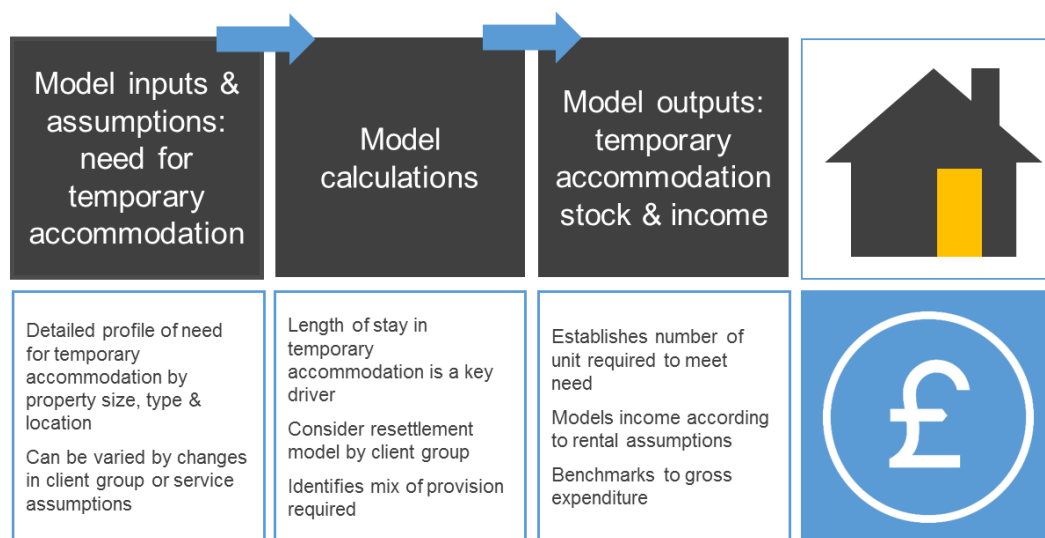 Model inputs &
assumptions:
need for
temporary
accommodation
Model
calculations
Model outputs:
temporary
accommodation
stock & income
Detailed profile of need
for temporary
accommodation by
property size, type &
location
Can be varied by changes
in client group or service
assumptions
Length of stay in
temporary
accommodation is a key
driver
Consider resettlement
model by client group
Identifies mix of provision
required
Establishes number of
unit required to meet
need
Models income according
to rental assumptions
Benchmarks to gross
expenditure
£